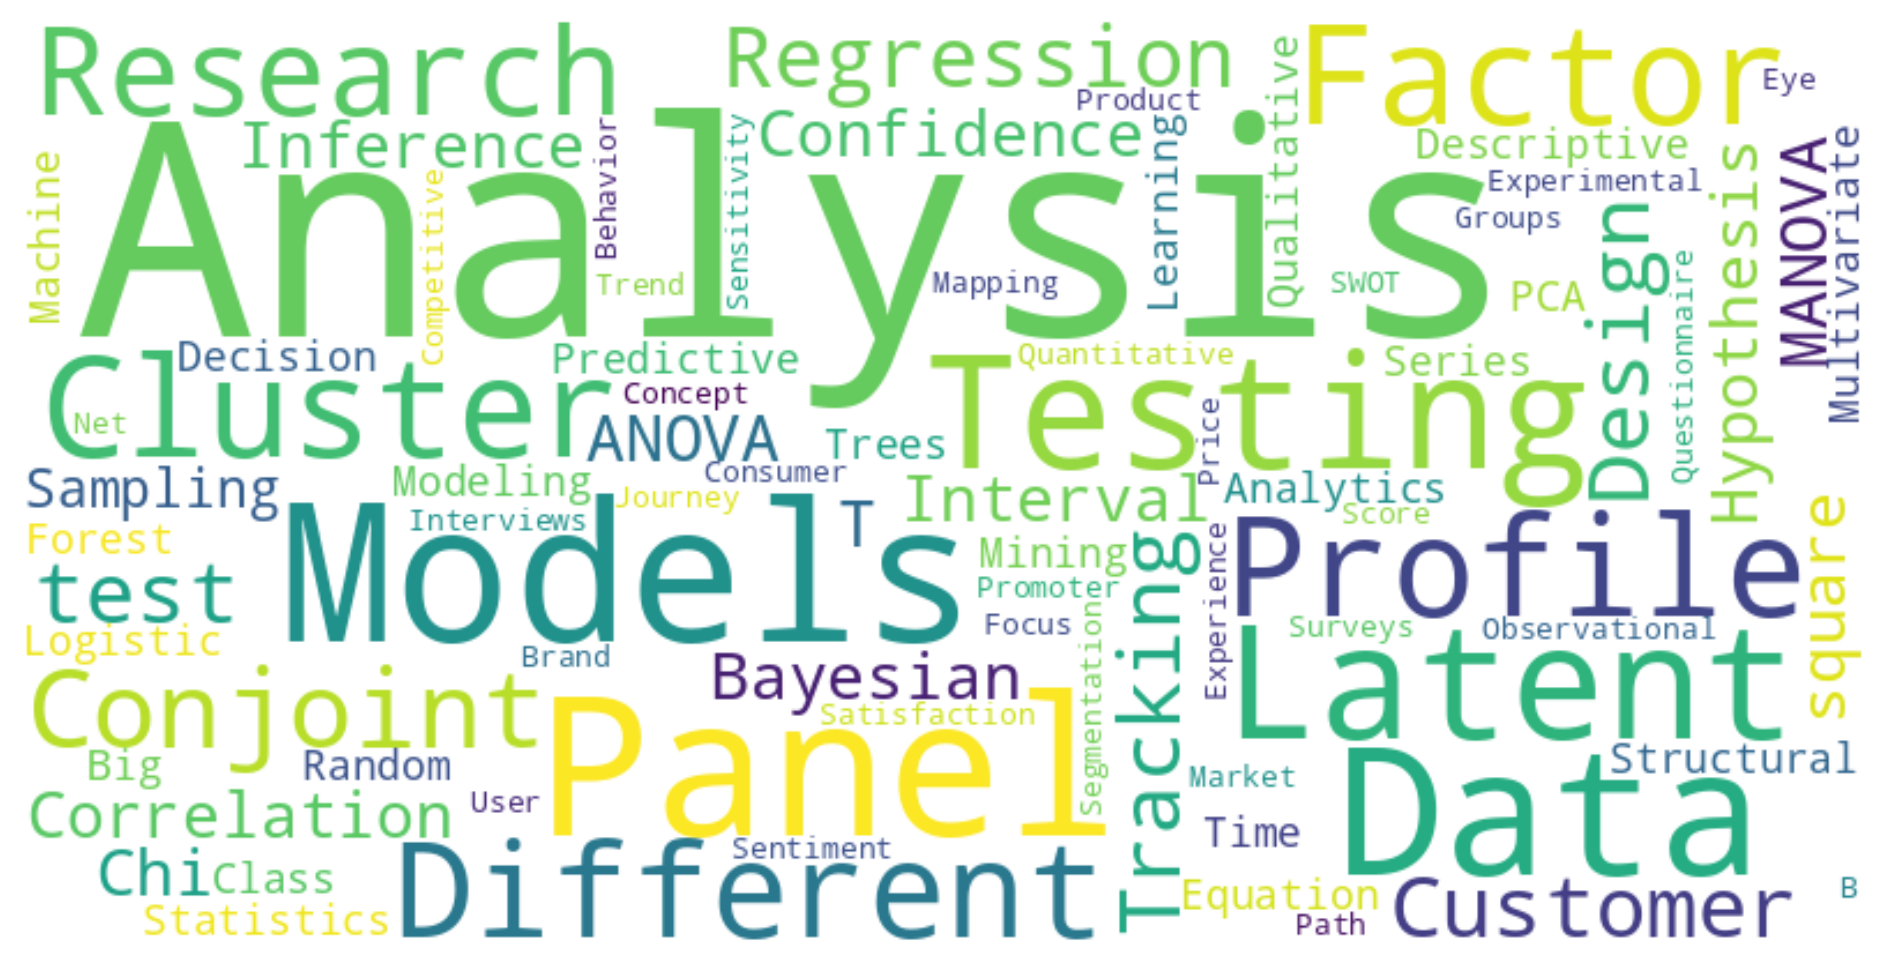 Research
Regression
Factor
Eye
Product
Qualitative
Inference
Confidence
Descriptive
Machine
Analysis
Competitive
Behavior
Sensitivity
Learning
Experimental
Groups
Hypothesis
MANOVA
Multivariate
Trend
Mapping
SWOT
PCA
Design
Questionnaire
Decision
Predictive
Quantitative
Series
Cluster
Concept
Testing
Net
ANOVA
Trees
Price
Sampling
Modeling
Consumer
Interval
Analytics
Journey
Score
Forest
Interviews
T
Models
Mining
Profile
square
test
Promoter
Experience
Tracking
Focus
Surveys
Observational
Logistic
Brand
Segmentation
Latent
Conjoint
Bayesian
Satisfaction
Panel
Big
Random
Market
Structural
User
Correlation
Time
Data
Chi
Class
Sentiment
Different
B
Statistics
Equation
Path
Customer